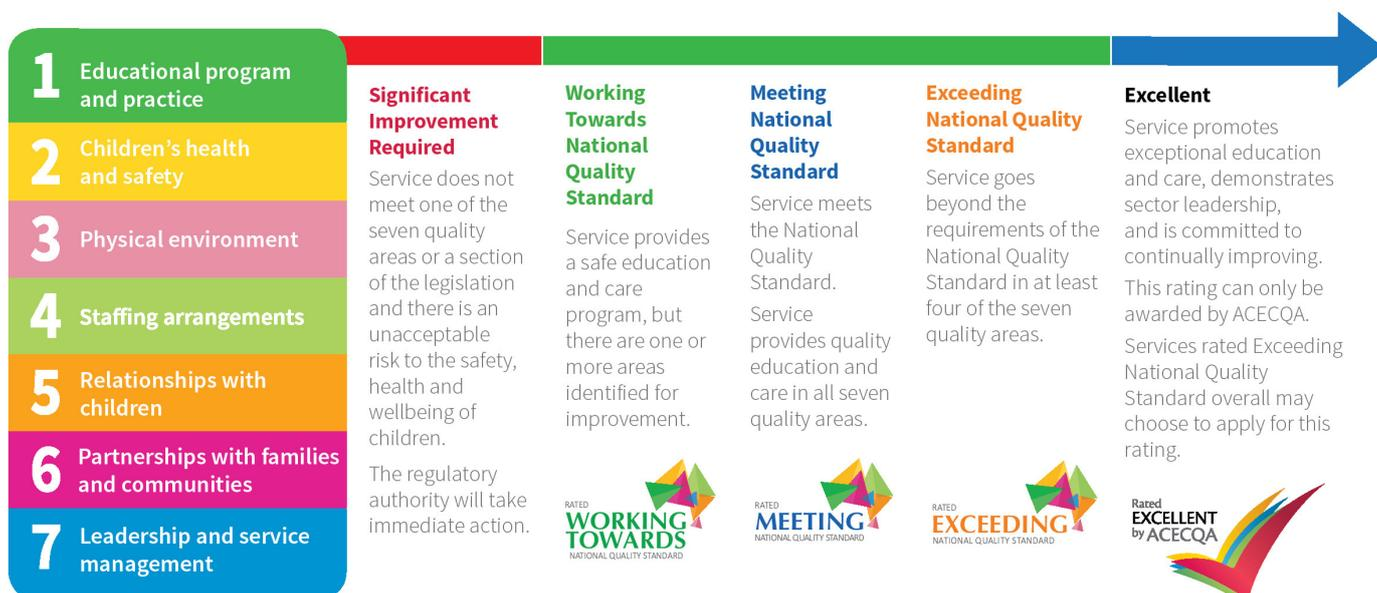 1
Educational program
and practice
2
Children's health
and safety
3
Physical environment
4
Staffing arrangements
5
Relationships with
children
6
Partnerships with families
and communities
7
Leadership and service
management
Significant
Improvement
Required
Service does not
meet one of the
seven quality
areas or a section
of the legislation
and there is an
unacceptable
risk to the safety,
health and
wellbeing of
children.
The regulatory
authority will take
immediate action.
Working
Towards
National
Quality
Standard
Service provides
a safe education
and care
program, but
there are one or
more areas
identified for
improvement.
RATED
WORKING
TOWARDS
NATIONAL QUALITY STANDARD
Meeting
National
Quality
Standard
Service meets
the National
Quality
Standard.
Service
provides quality
education and
care in all seven
quality areas.
RATED
MEETING
NATIONAL QUALITY STANDARD
Exceeding
National Quality
Standard
Service goes
beyond the
requirements of the
National Quality
Standard in at least
four of the seven
quality areas.
RATED
EXCEEDING
NATIONAL QUALITY STANDARD
Excellent
Service promotes
exceptional education
and care, demonstrates
sector leadership,
and is committed to
continually improving.
This rating can only be
awarded by ACECQA.
Services rated Exceeding
National Quality
Standard overall may
choose to apply for this
rating.
Rated
EXCELLENT
by ACECQA